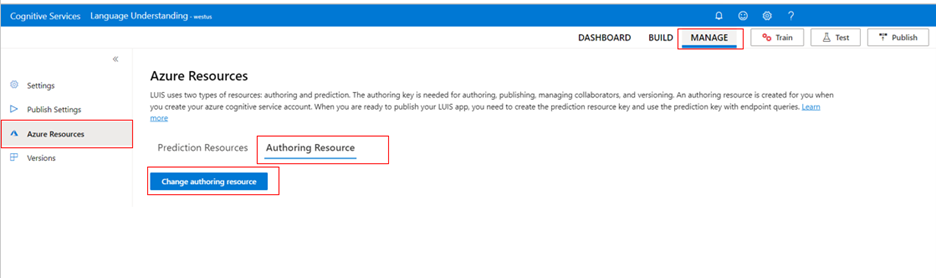 Cognitive Services Language Understanding - westus ?
DASHBOARD BUILD MANAGE Train Test Publish
«
Settings
Publish Settings
Azure Resources
Versions
Azure Resources
LUIS uses two types of resources: authoring and prediction. The authoring key is needed for authoring, publishing, managing collaborators, and versioning. An authoring resource is created for you when
you create your azure cognitive service account. When you are ready to publish your LUIS app, you need to create the prediction resource key and use the prediction key with endpoint queries. Learn
more
Prediction Resources Authoring Resource
Change authoring resource